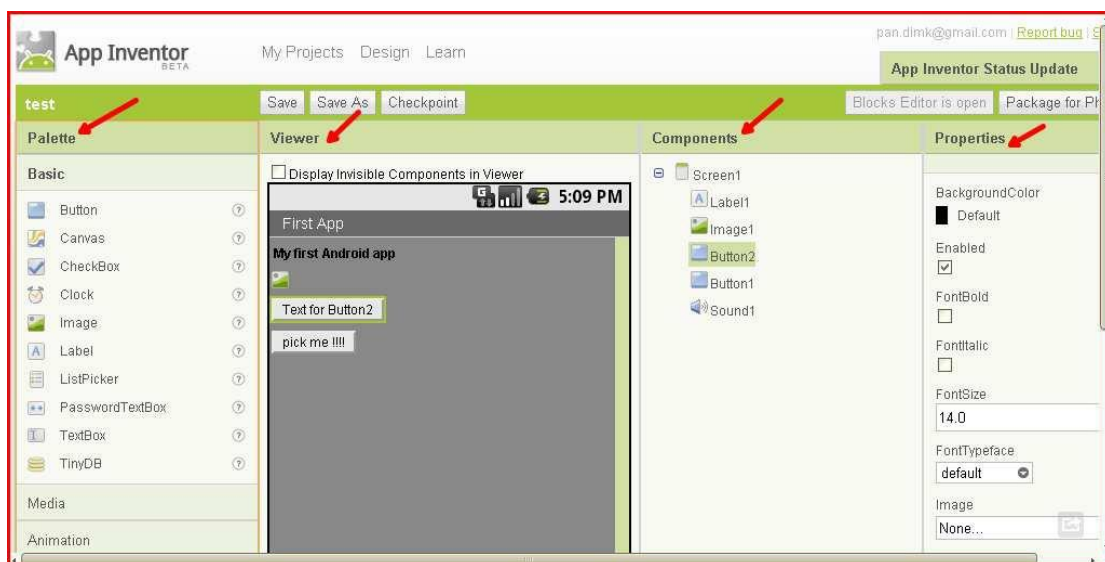 pan.dimk@gmail.com | Report bug |
App Inventor
BETA
My Projects Design Learn
App Inventor Status Update
test
Save Save As Checkpoint
Blocks Editor is open Package for Ph
Palette
Viewer
Components
Properties
Basic
Button
Canvas
CheckBox
Clock
Image
Label
ListPicker
PasswordTextBox
TextBox
TinyDB
Media
Animation
Display Invisible Components in Viewer
5:09 PM
First App
My first Android app
Text for Button2
pick me !!!!
Screen1
Label1
Image1
Button2
Button1
Sound1
BackgroundColor
Default
Enabled
FontBold
FontItalic
FontSize
14.0
FontTypeface
default
Image
None...